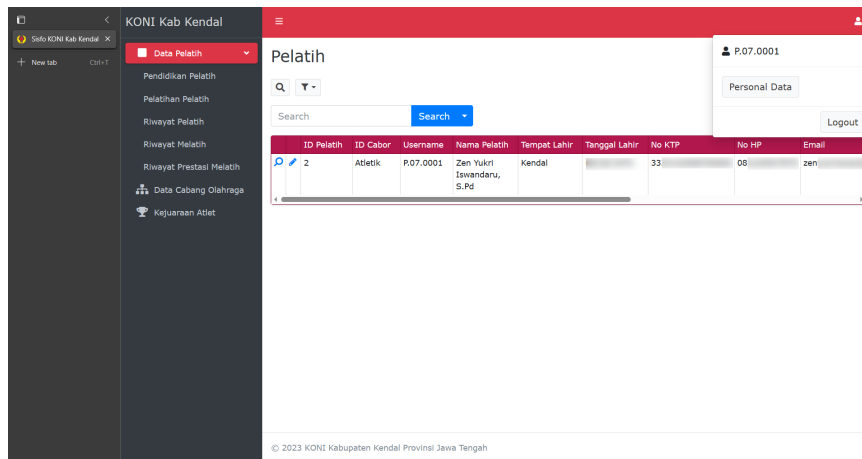 KONI Kab Kendal
Sisfo KONI Kab Kendal
New tab Ctrl+T
Data Pelatih
Pendidikan Pelatih
Pelatihan Pelatih
Riwayat Pelatih
Riwayat Melatih
Riwayat Prestasi Melatih
Data Cabang Olahraga
Kejuaraan Atlet
Pelatih
Search Search
P.07.0001
Personal Data
Logout
ID Pelatih ID Cabor Username Nama Pelatih Tempat Lahir Tanggal Lahir No KTP No HP Email
2 Atletik P.07.0001 Zen Yukri Kendal 33 08 zen
Iswandaru,
S.Pd
© 2023 KONI Kabupaten Kendal Provinsi Jawa Tengah